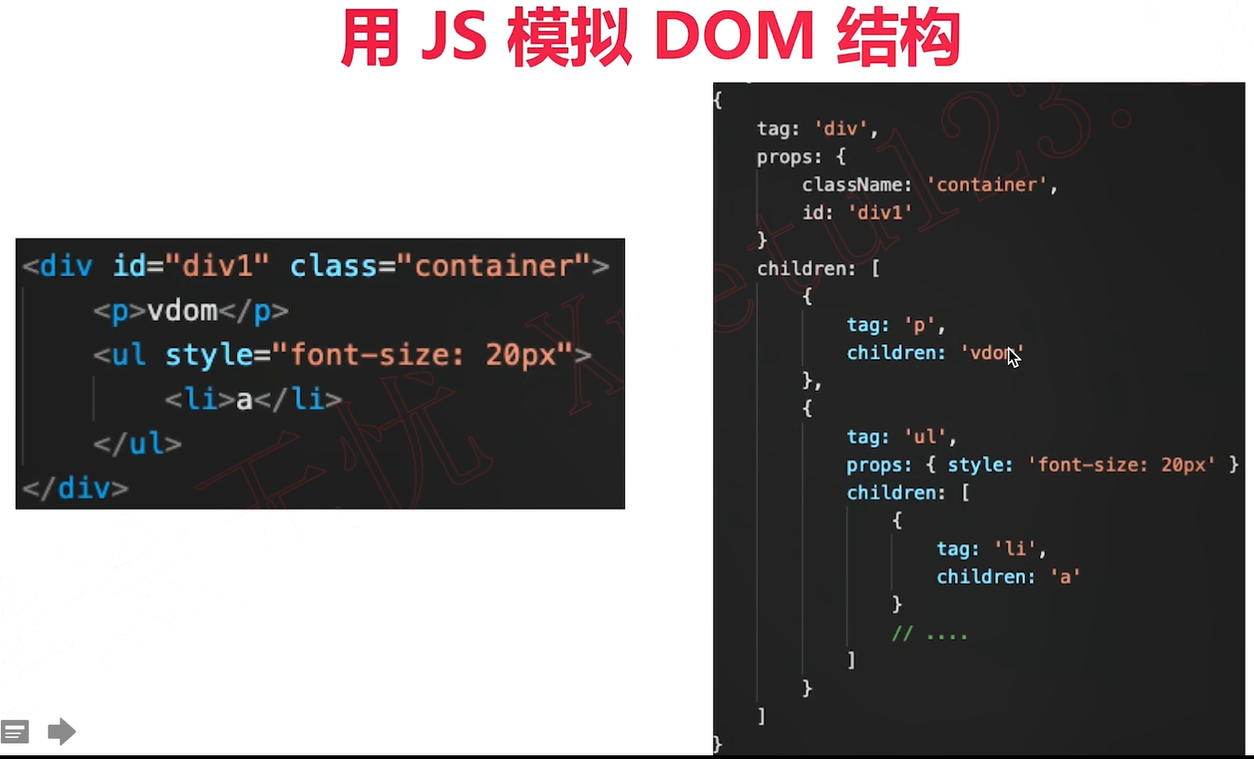 用 JS 模拟 DOM 结构
<div id="div1" class="container">
    <p>vdom</p>
    <ul style="font-size: 20px">
        <li>a</li>
    </ul>
</div>
{
    tag: 'div',
    props: {
        className: 'container',
        id: 'div1'
    }
    children: [
        {
            tag: 'p',
            children: 'vdom'
        },
        {
            tag: 'ul',
            props: { style: 'font-size: 20px' }
            children: [
                {
                    tag: 'li',
                    children: 'a'
                }
                // ....
            ]
        }
    ]
}